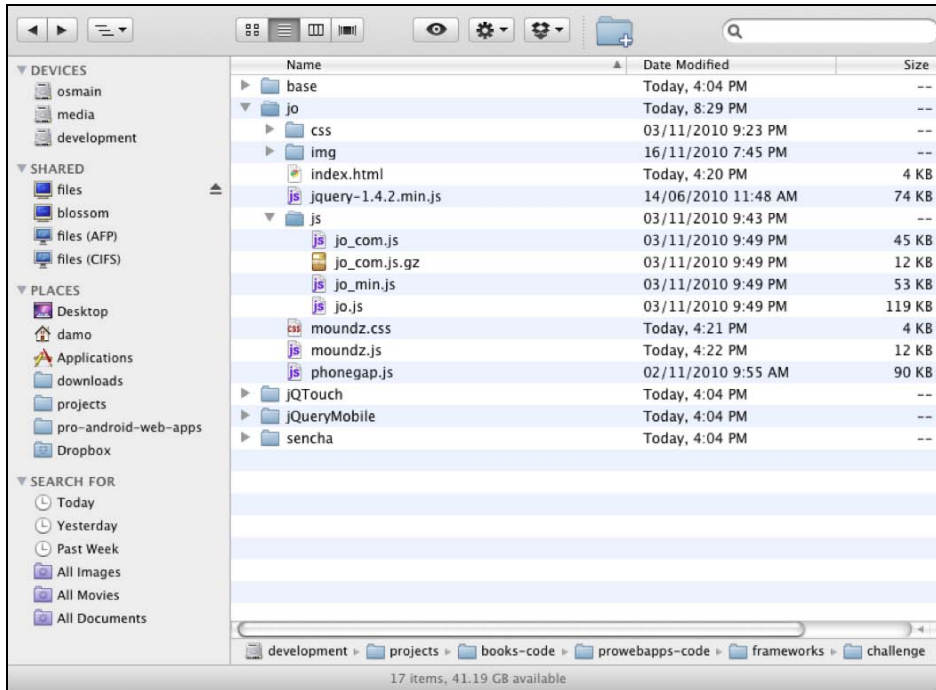 Name Date Modified Size
DEVICES
osmain
media
development
SHARED
files
blossom
files (AFP)
files (CIFS)
PLACES
Desktop
damo
Applications
downloads
projects
pro-android-web-apps
Dropbox
SEARCH FOR
Today
Yesterday
Past Week
All Images
All Movies
All Documents
base Today, 4:04 PM --
jo Today, 8:29 PM --
css 03/11/2010 9:23 PM --
img 16/11/2010 7:45 PM --
index.html Today, 4:20 PM 4 KB
js jquery-1.4.2.min.js 14/06/2010 11:48 AM 74 KB
js 03/11/2010 9:43 PM --
js jo_com.js 03/11/2010 9:49 PM 45 KB
jo_com.js.gz 03/11/2010 9:49 PM 12 KB
js jo_min.js 03/11/2010 9:49 PM 53 KB
js jo.js 03/11/2010 9:49 PM 119 KB
css moundz.css Today, 4:21 PM 4 KB
js moundz.js Today, 4:22 PM 12 KB
js phonegap.js 02/11/2010 9:55 AM 90 KB
jQTouch Today, 4:04 PM --
jQueryMobile Today, 4:04 PM --
sencha Today, 4:04 PM --
development projects books-code prowebapps-code frameworks challenge
17 items, 41.19 GB available